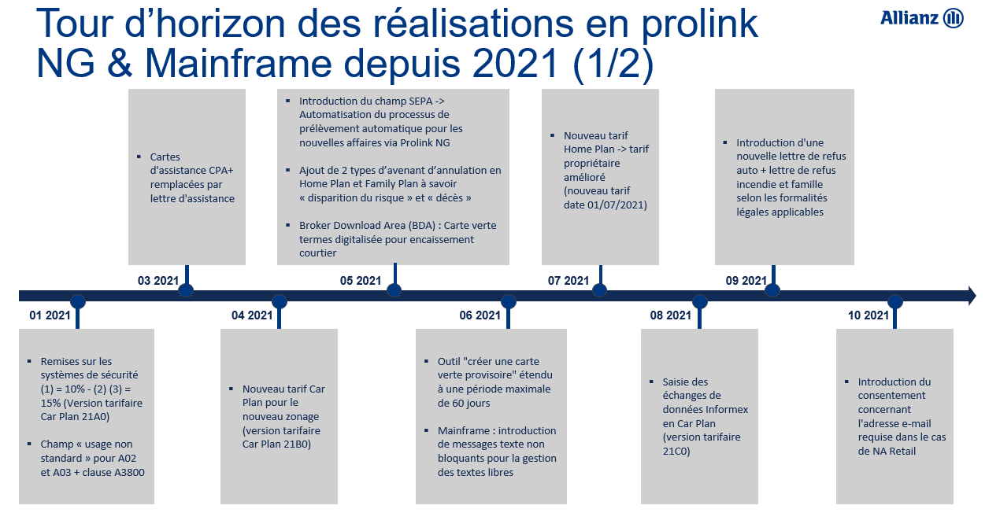 Tour d’horizon des réalisations en prolink
NG & Mainframe depuis 2021 (1/2)
Allianz
▪ Cartes
d'assistance CPA+
remplacées par
lettre d'assistance
▪ Introduction du champ SEPA ->
Automatisation du processus de
prélèvement automatique pour les
nouvelles affaires via Prolink NG
▪ Ajout de 2 types d’avenant d’annulation en
Home Plan et Family Plan à savoir
« disparition du risque » et « décès »
▪ Broker Download Area (BDA) : Carte verte
termes digitalisée pour encaissement
courtier
▪ Nouveau tarif
Home Plan -> tarif
propriétaire
amélioré
(nouveau tarif
date 01/07/2021)
▪ Introduction d'une
nouvelle lettre de refus
auto + lettre de refus
incendie et famille
selon les formalités
légales applicables
03 2021
05 2021
07 2021
09 2021
01 2021
04 2021
06 2021
08 2021
10 2021
▪ Remises sur les
systèmes de sécurité
(1) = 10% - (2) (3) =
15% (Version tarifaire
Car Plan 21A0)
▪ Champ « usage non
standard » pour A02
et A03 + clause A3800
▪ Nouveau tarif Car
Plan pour le
nouveau zonage
(version tarifaire
Car Plan 21B0)
▪ Outil "créer une carte
verte provisoire" étendu
à une période maximale
de 60 jours
▪ Mainframe : introduction
de messages texte non
bloquants pour la gestion
des textes libres
▪ Saisie des
échanges de
données Informex
en Car Plan
(version tarifaire
21C0)
▪ Introduction du
consentement
concernant
l'adresse e-mail
requise dans le cas
de NA Retail